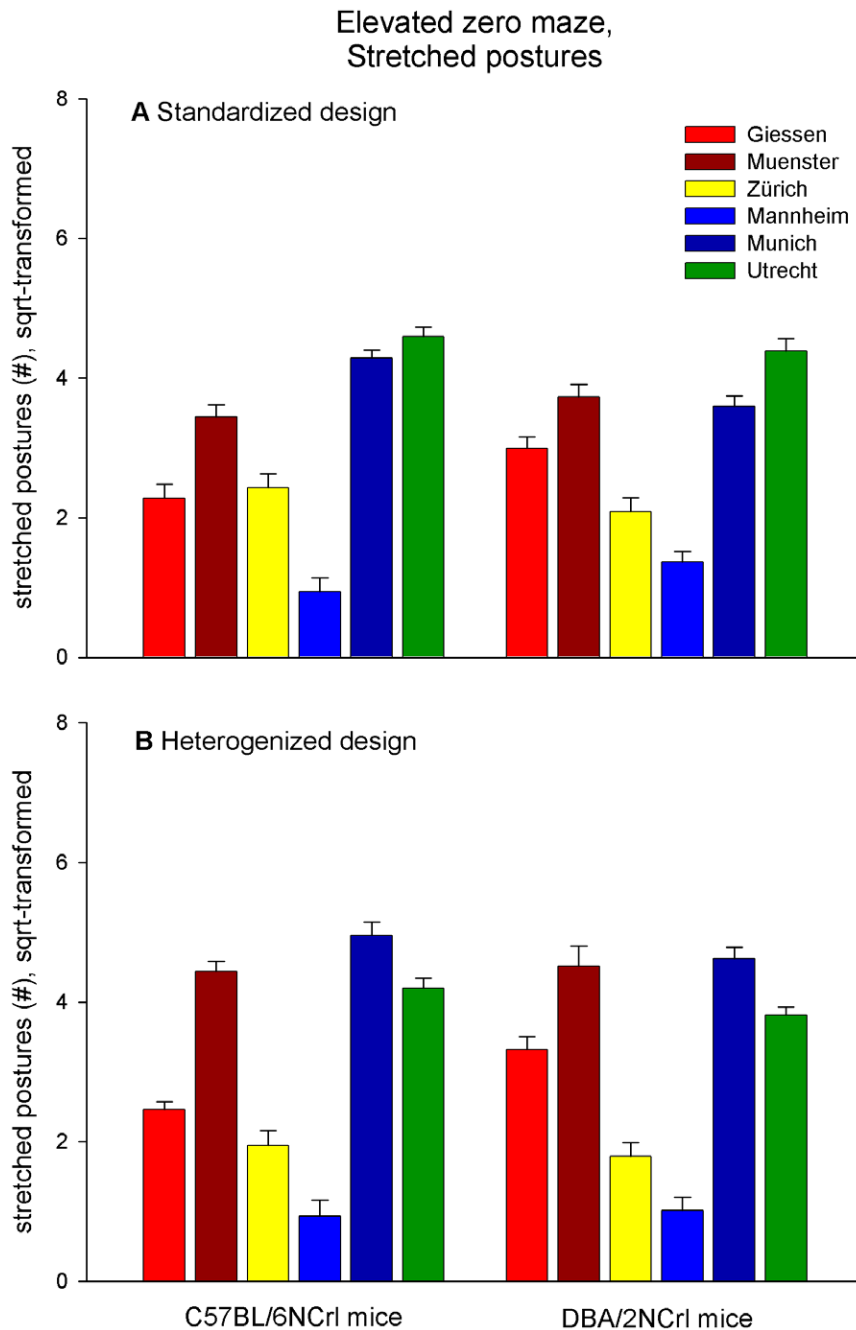 Elevated zero maze,
Stretched postures
A Standardized design
Giessen
Muenster
Zürich
Mannheim
Munich
Utrecht
stretched postures (#), sqrt-transformed
8
6
4
2
0
B Heterogenized design
stretched postures (#), sqrt-transformed
8
6
4
2
0
C57BL/6NCrl mice
DBA/2NCrl mice